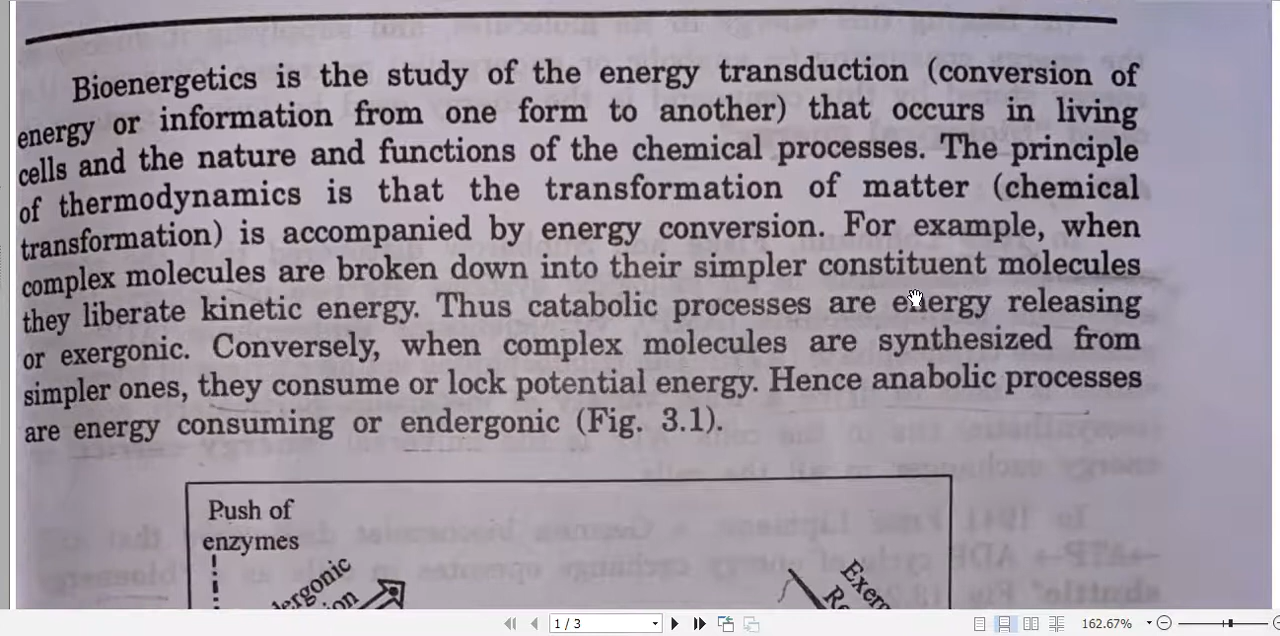 Bioenergetics is the study of the energy transduction (conversion of
energy or information from one form to another) that occurs in living
cells and the nature and functions of the chemical processes. The principle
of thermodynamics is that the transformation of matter (chemical
transformation) is accompanied by energy conversion. For example, when
complex molecules are broken down into their simpler constituent molecules
they liberate kinetic energy. Thus catabolic processes are energy releasing
or exergonic. Conversely, when complex molecules are synthesized from
simpler ones, they consume or lock potential energy. Hence anabolic processes
are energy consuming or endergonic (Fig. 3.1).
Push of
enzymes
1 / 3
162.67%